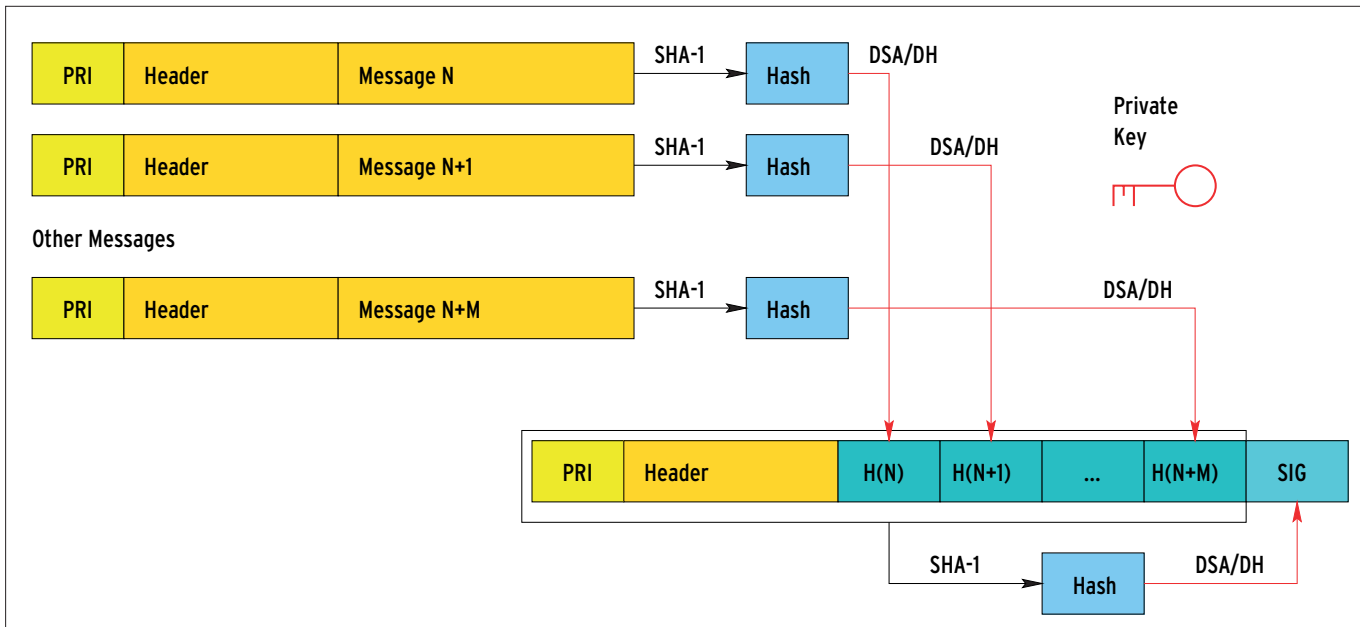 PRI Header Message N SHA-1 Hash DSA/DH
Private
Key
PRI Header Message N+1 SHA-1 Hash DSA/DH
Other Messages
PRI Header Message N+M SHA-1 Hash DSA/DH
PRI Header H(N) H(N+1) ... H(N+M) SIG
SHA-1 Hash DSA/DH